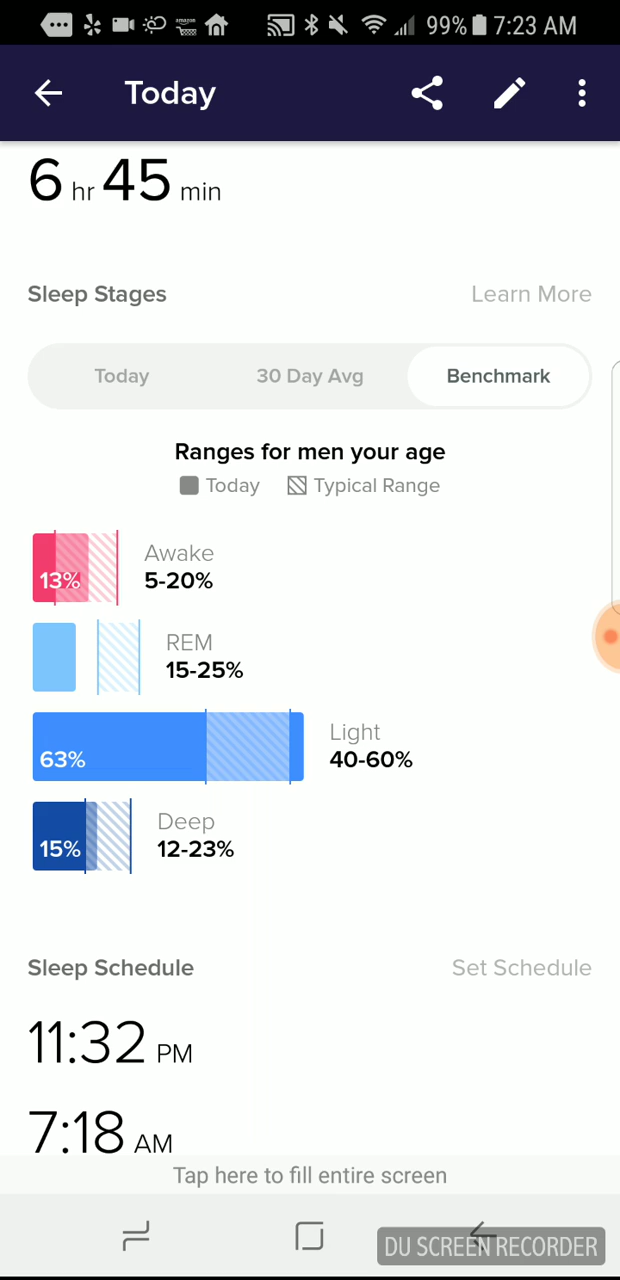 amazon
99% 7:23 AM
Today
6 hr 45 min
Sleep Stages Learn More
Today 30 Day Avg Benchmark
Ranges for men your age
Today Typical Range
Awake
13% 5-20%
REM
15-25%
Light
63% 40-60%
Deep
15% 12-23%
Sleep Schedule Set Schedule
11:32 PM
7:18 AM
Tap here to fill entire screen
DU SCREEN RECORDER